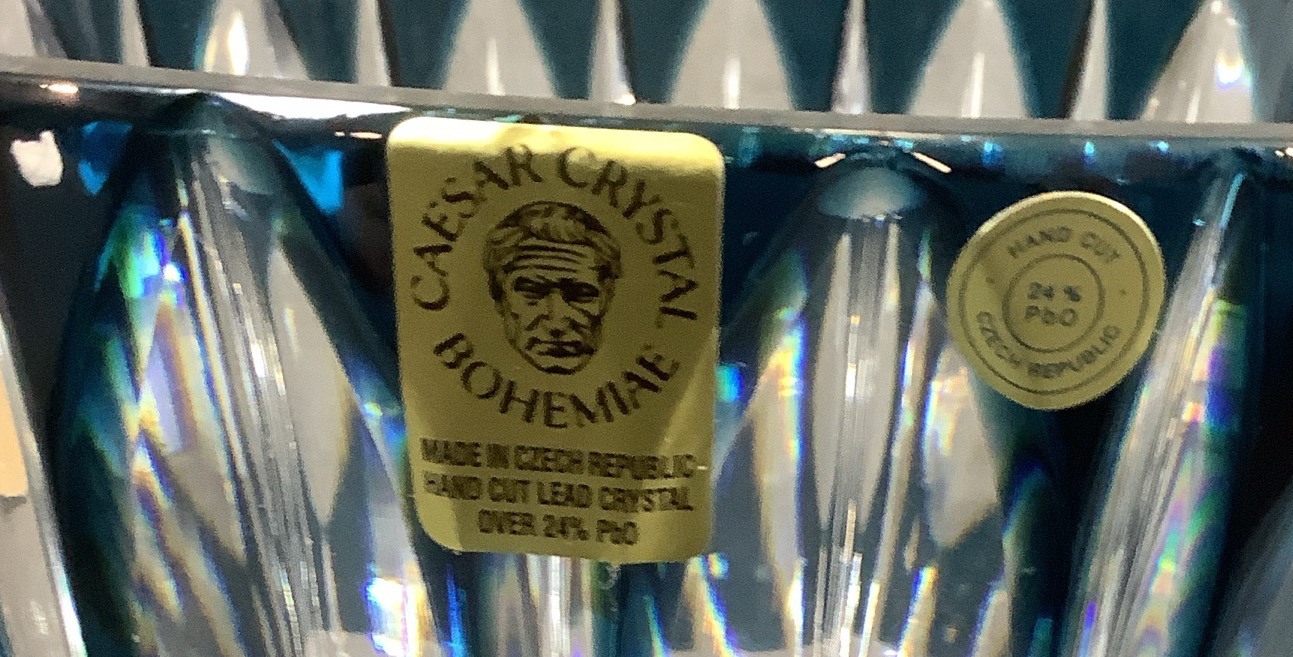 CAESAR CRYSTAL
BOHEMIAE
MADE IN CZECH REPUBLIC
HAND CUT LEAD CRYSTAL
OVER 24% PbO
HAND CUT
24 %
PbO
CZECH REPUBLIC